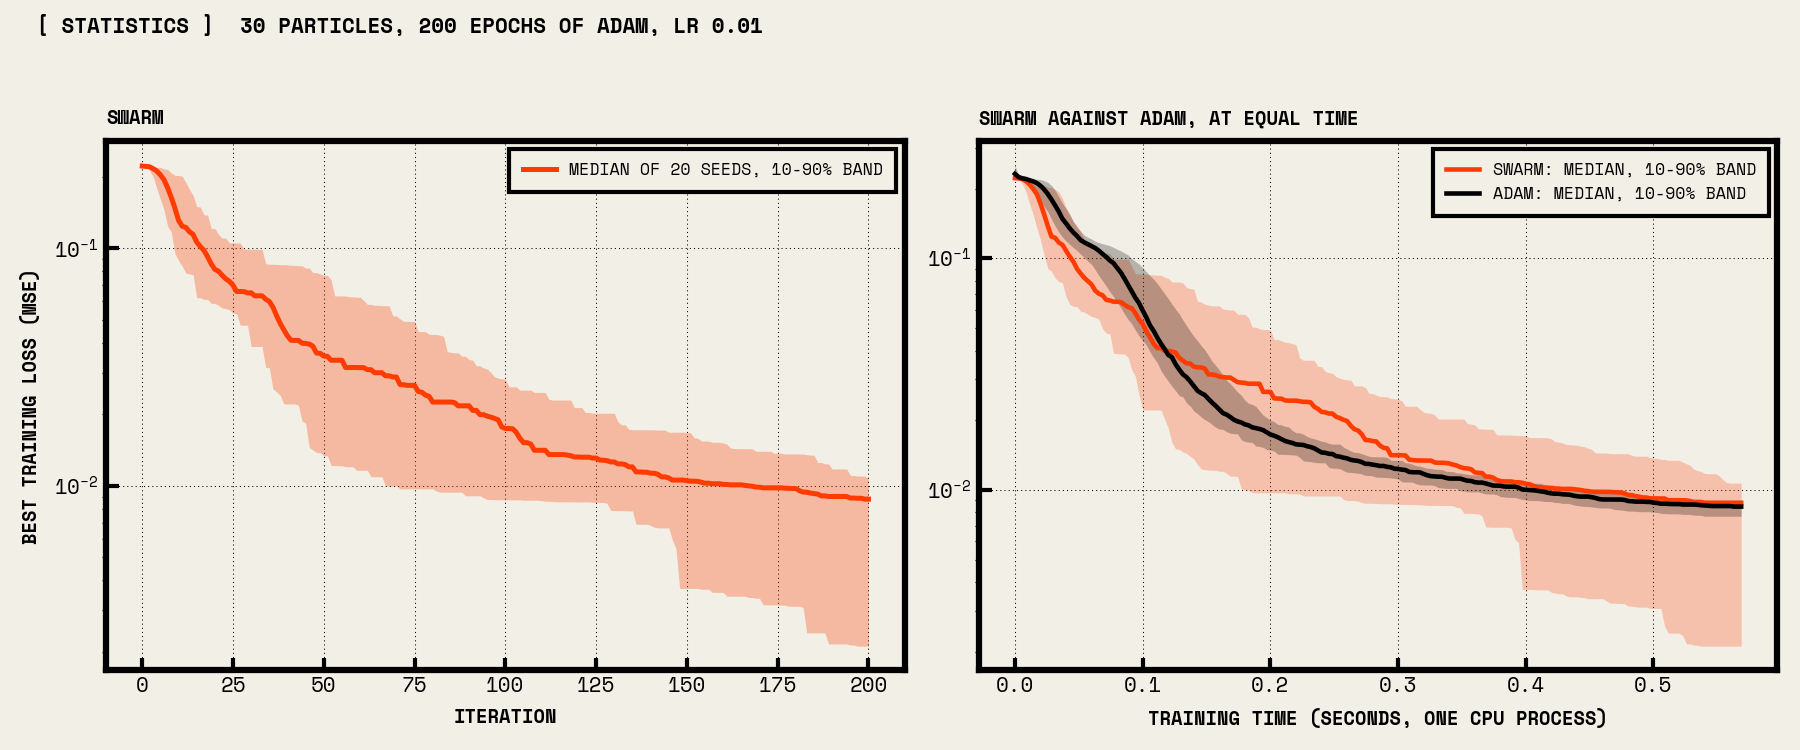 [ STATISTICS ] 30 PARTICLES, 200 EPOCHS OF ADAM, LR 0.01
SWARM
MEDIAN OF 20 SEEDS, 10-90% BAND
BEST TRAINING LOSS (MSE)
10⁻¹
10⁻²
0 25 50 75 100 125 150 175 200
ITERATION
SWARM AGAINST ADAM, AT EQUAL TIME
SWARM: MEDIAN, 10-90% BAND
ADAM: MEDIAN, 10-90% BAND
10⁻¹
10⁻²
0.0 0.1 0.2 0.3 0.4 0.5
TRAINING TIME (SECONDS, ONE CPU PROCESS)